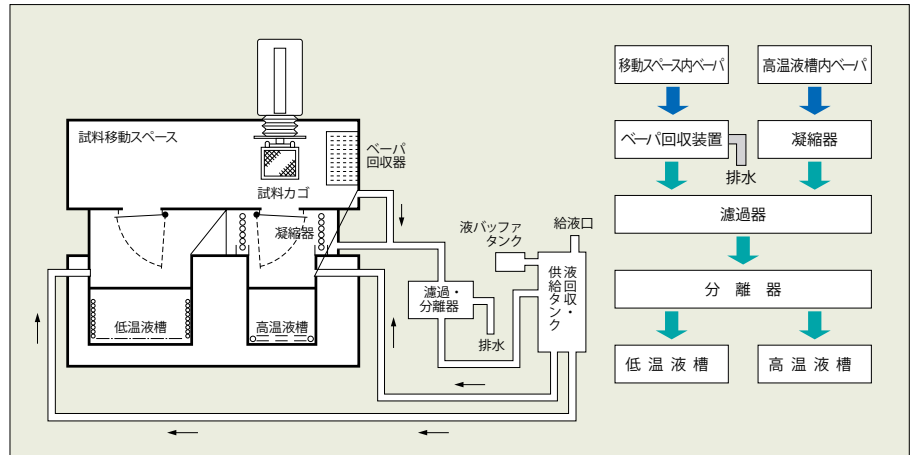 試料移動スペース
ベーパ
回収器
試料カゴ
凝縮器
低温液槽
高温液槽
濾過・
分離器
排水
液バッファ
タンク
給液口
液回収・
供給タンク
移動スペース内ベーパ
高温液槽内ベーパ
ベーパ回収装置
凝縮器
排水
濾過器
分離器
低温液槽
高温液槽